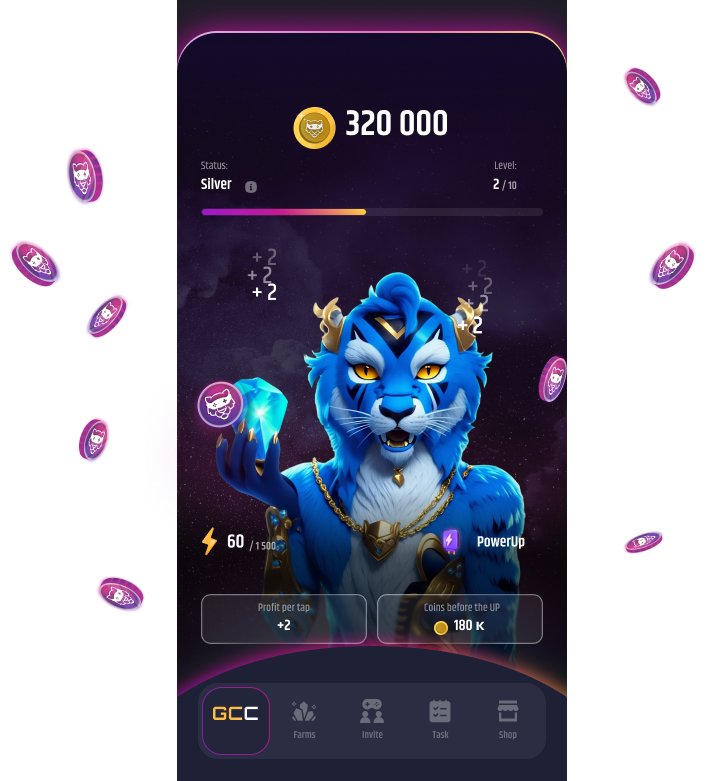 320 000
Status:
Level:
Silver
2 / 10
+ 2
+ 2
+ 2
+ 2
+ 2
+ 2
+ 2
60 / 1 500
PowerUp
Profit per tap
+2
Coins before the UP
180 K
GCC
Farms
Invite
Task
Shop